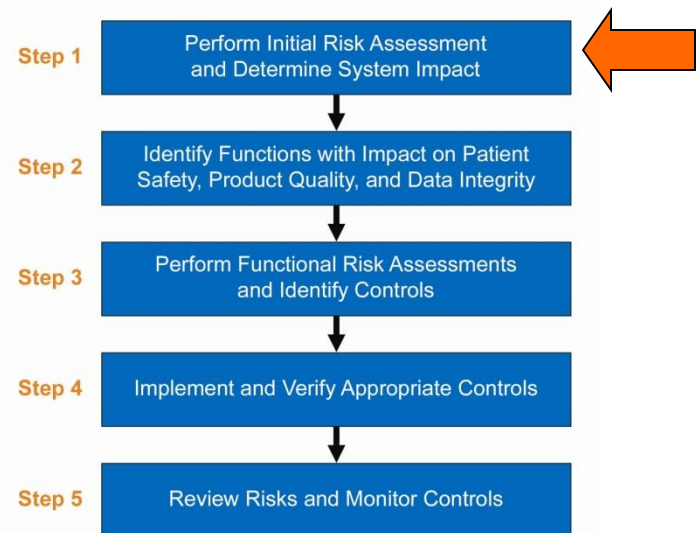 Step 1
Perform Initial Risk Assessment
and Determine System Impact
Step 2
Identify Functions with Impact on Patient
Safety, Product Quality, and Data Integrity
Step 3
Perform Functional Risk Assessments
and Identify Controls
Step 4
Implement and Verify Appropriate Controls
Step 5
Review Risks and Monitor Controls